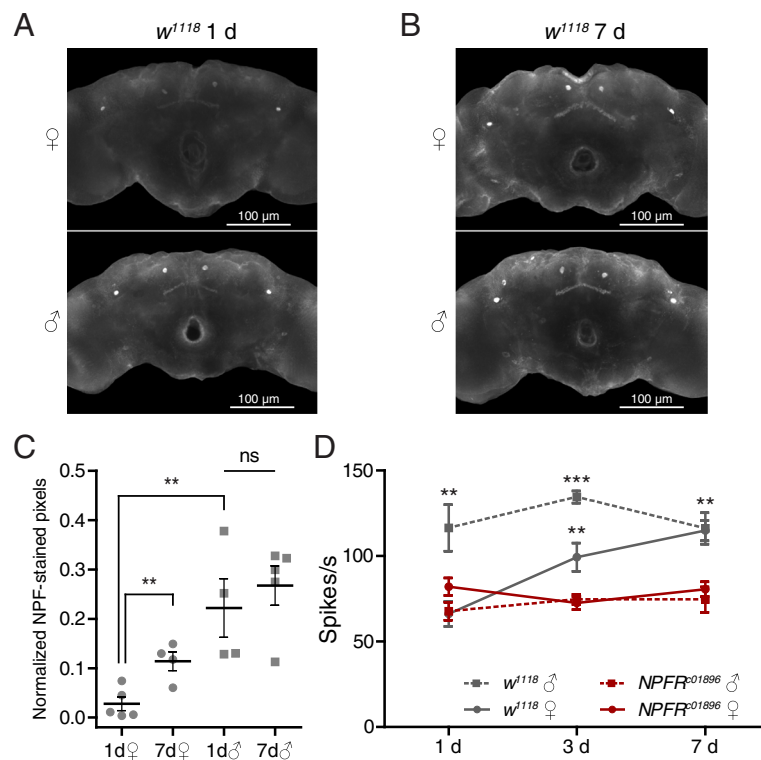 A
w1118 1 d
B
w1118 7 d
♀
100 µm
♀
100 µm
♂
100 µm
♂
100 µm
C
Normalized NPF-stained pixels
0.5
0.4
0.3
0.2
0.1
0.0
**
**
ns
1d♀ 7d♀ 1d♂ 7d♂
D
Spikes/s
150
100
50
0
** *** **
**
w1118 ♂ NPFRc01896 ♂
w1118 ♀ NPFRc01896 ♀
1 d 3 d 7 d